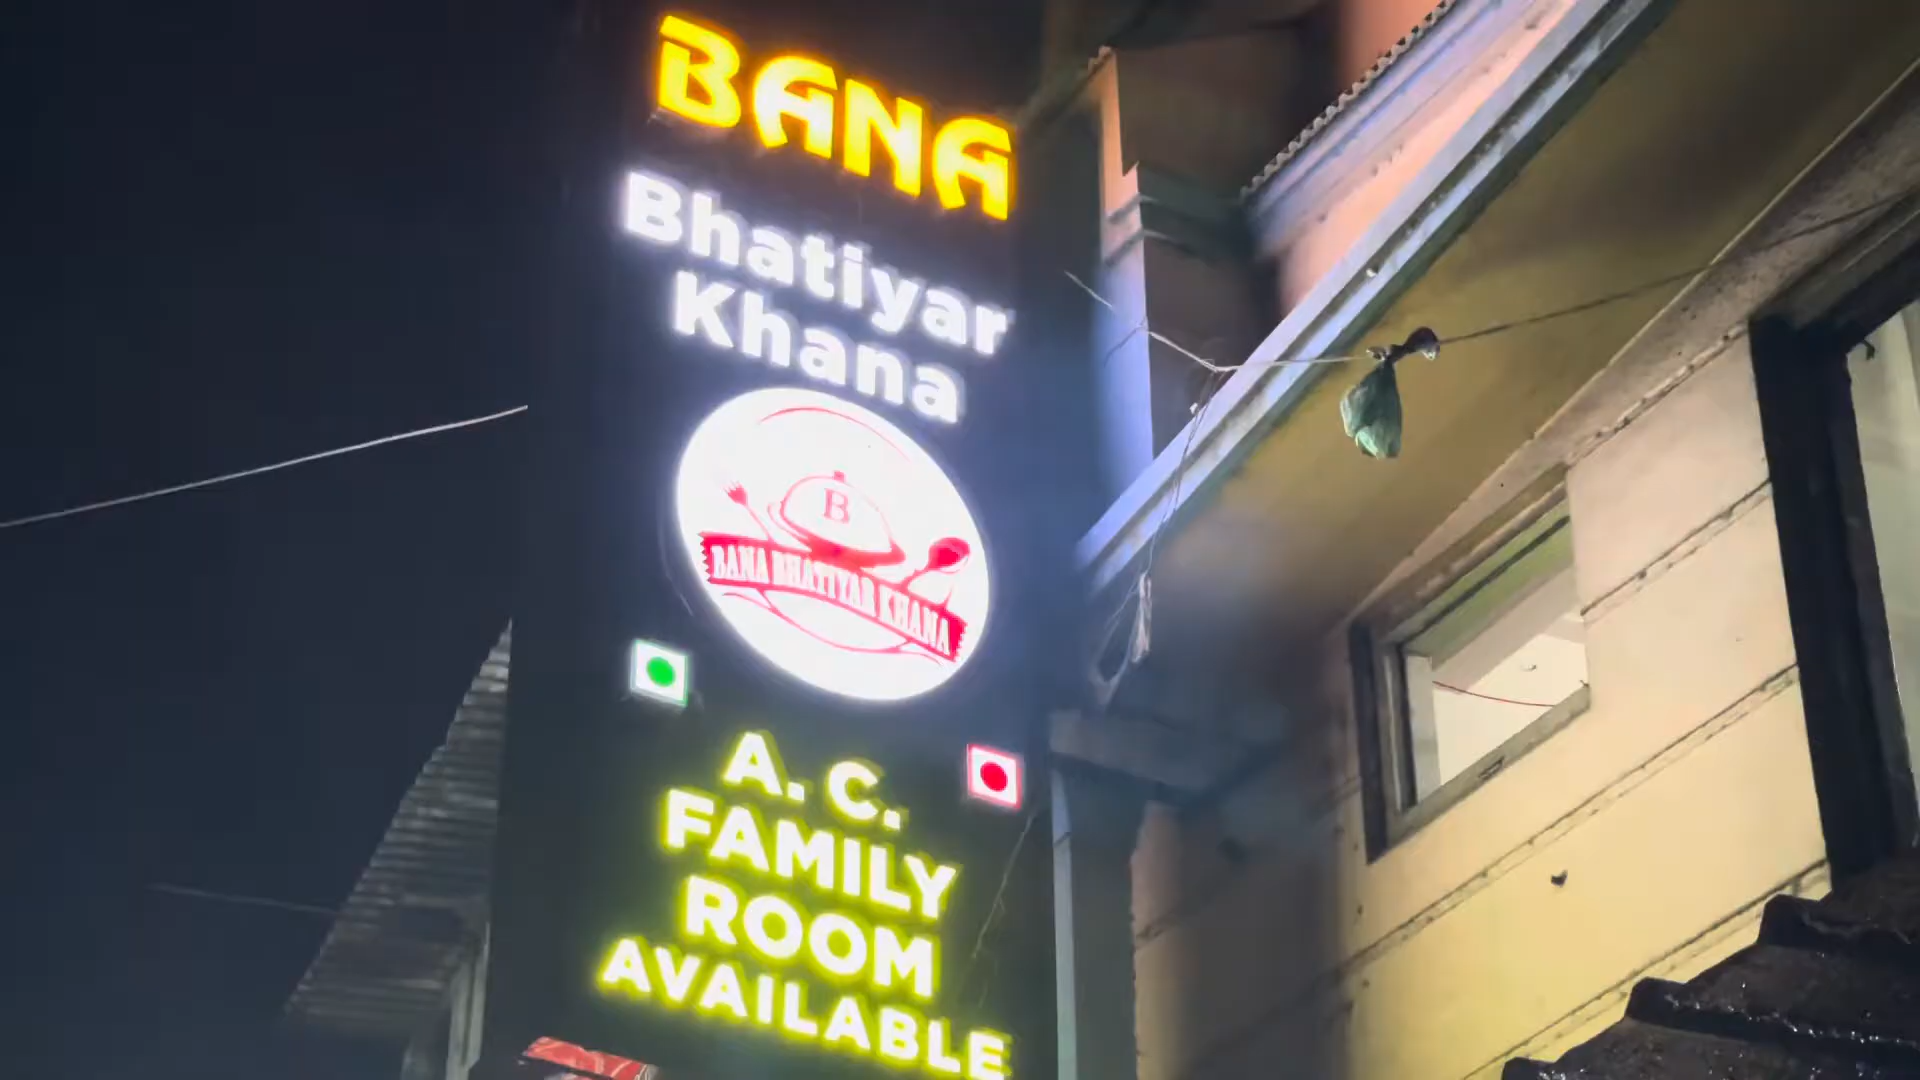 BANA
Bhatiyar
Khana
B
BANA BHATIYAR KHANA
A. C.
FAMILY
ROOM
AVAILABLE